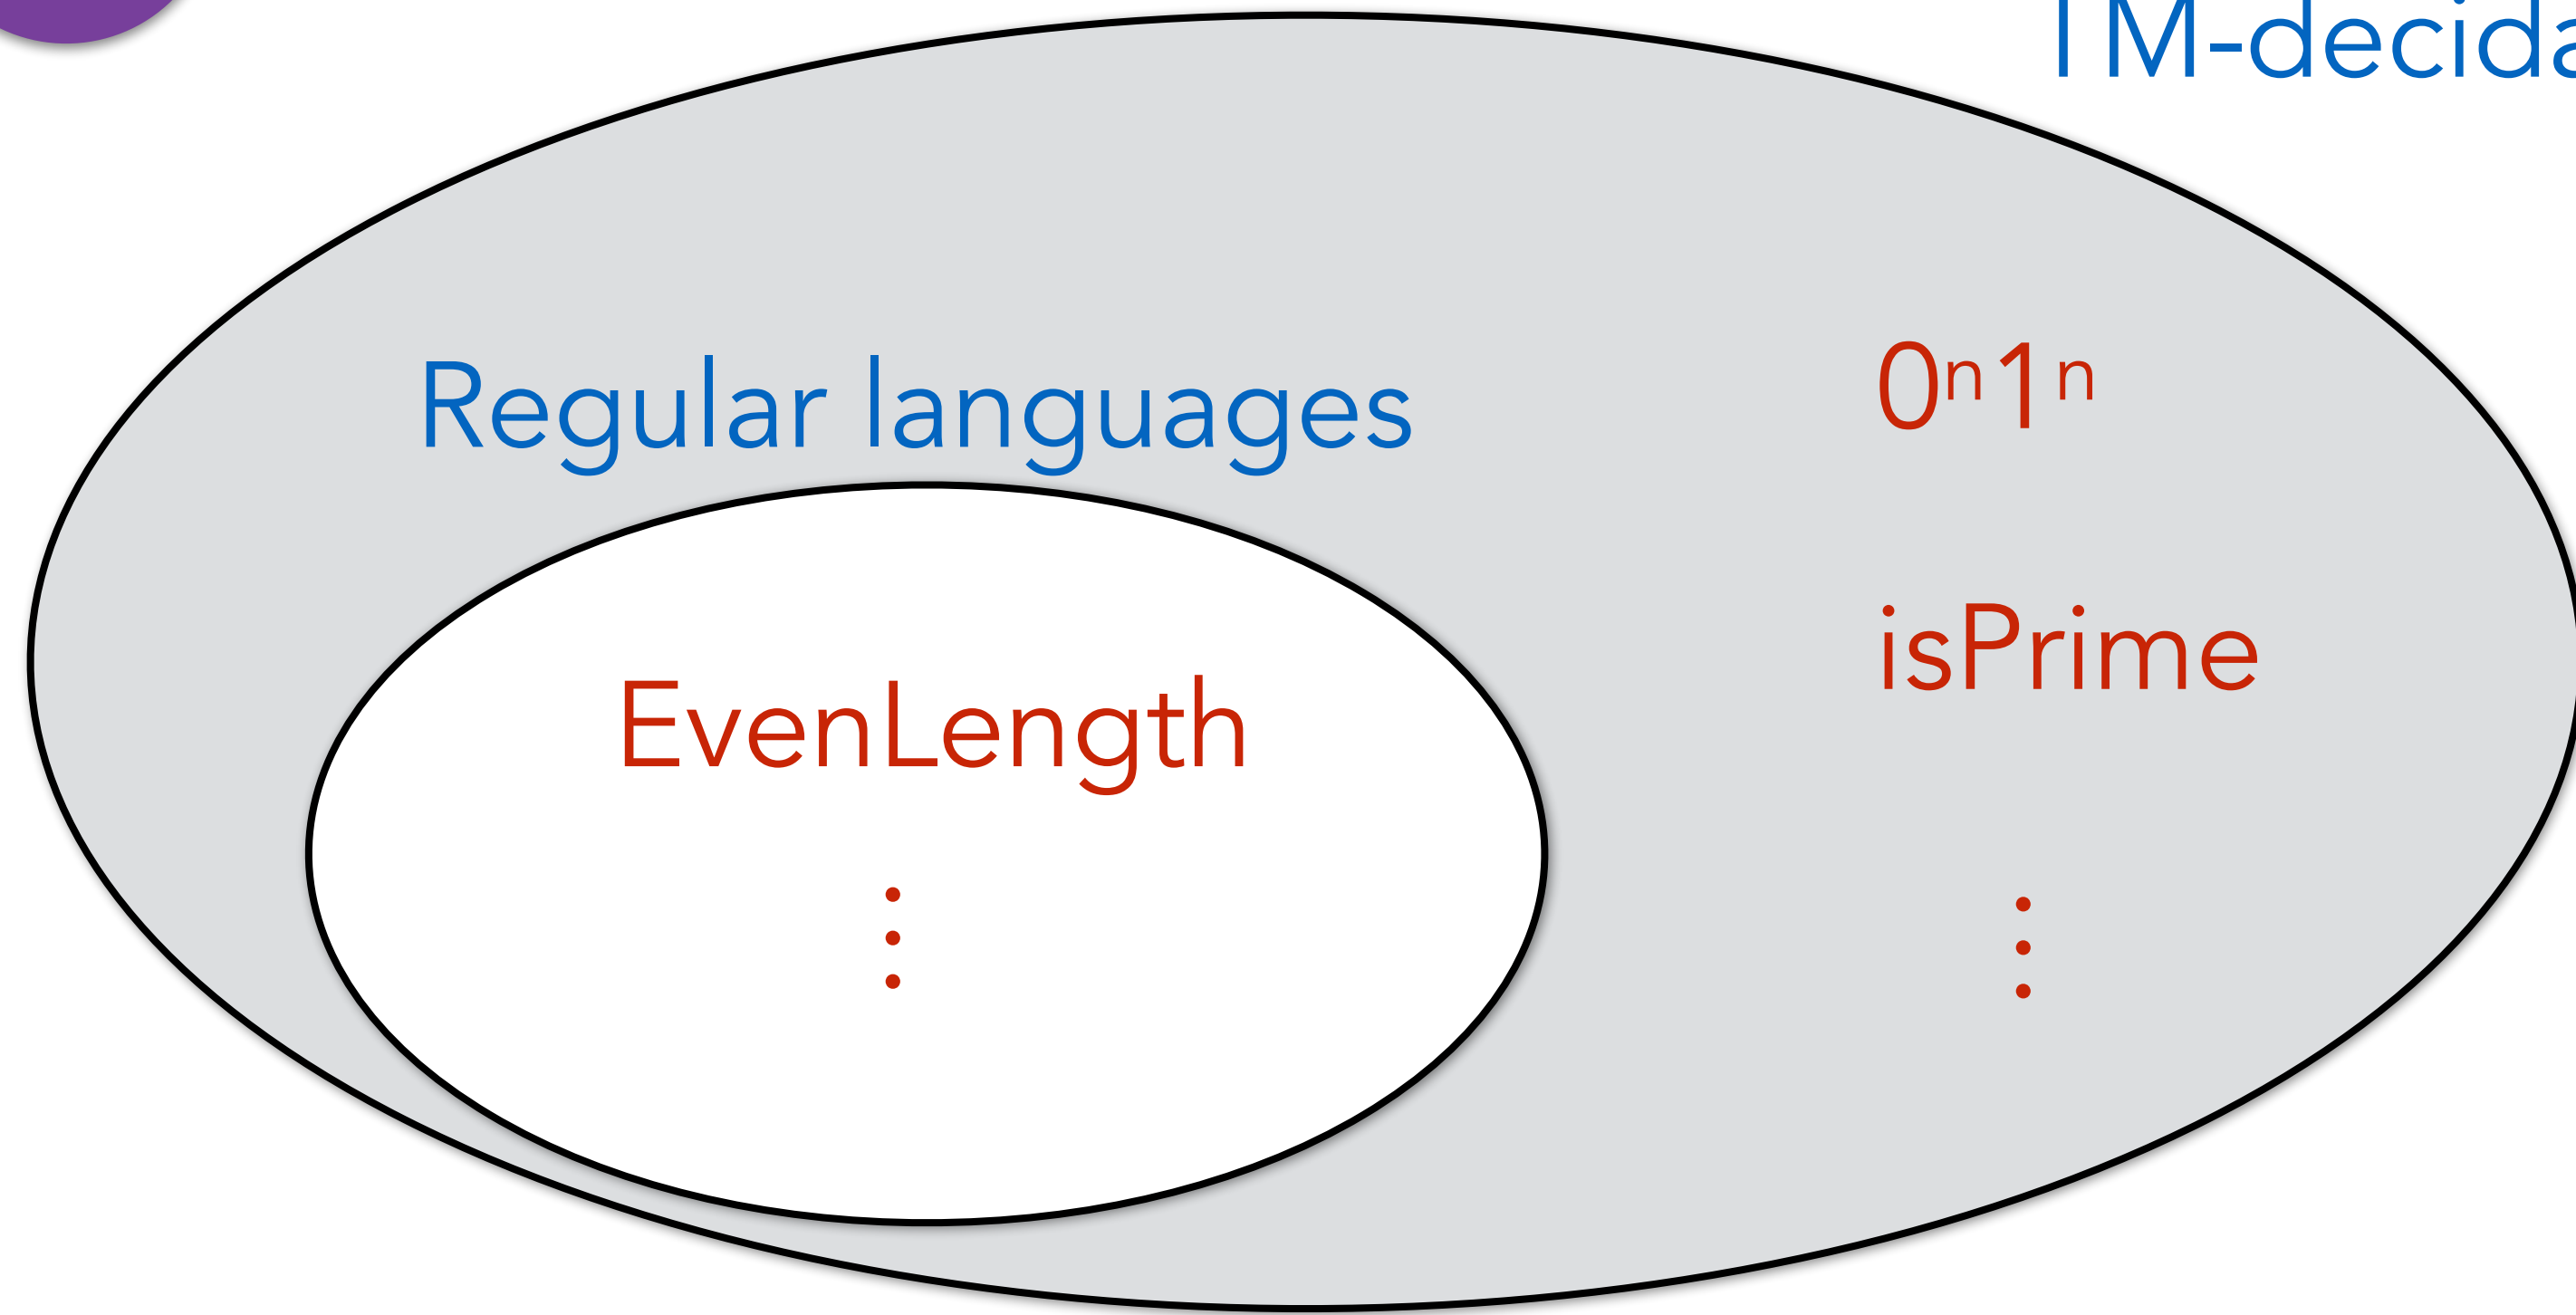 TM-decida
Regular languages
0ⁿ1ⁿ
isPrime
EvenLength